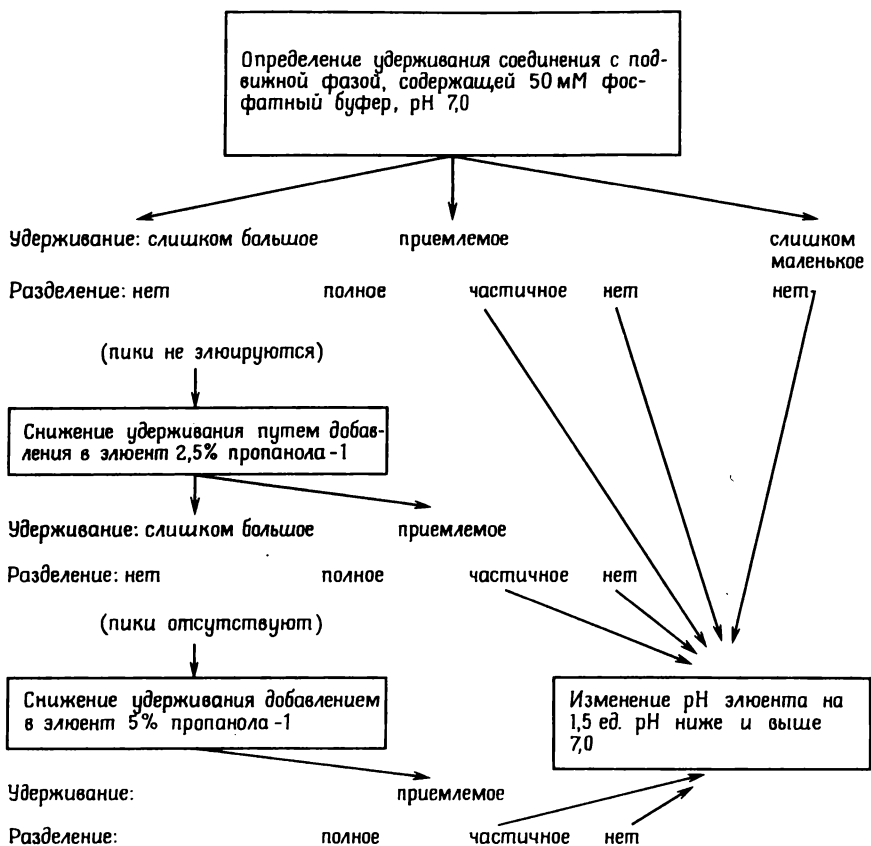 Определение удерживания соединения с под-
вижной фазой, содержащей 50 мМ фос-
фатный буфер, pH 7,0
Удерживание: слишком большое приемлемое слишком
маленькое
Разделение: нет полное частичное нет нет
(пики не элюируются)
Снижение удерживания путем добав-
ления в элюент 2,5% пропанола-1
Удерживание: слишком большое приемлемое
Разделение: нет полное частичное нет
(пики отсутствуют)
Снижение удерживания добавлением
в элюент 5% пропанола-1
Изменение pH элюента на
1,5 ед. pH ниже и выше
7,0
Удерживание: приемлемое
Разделение: полное частичное нет